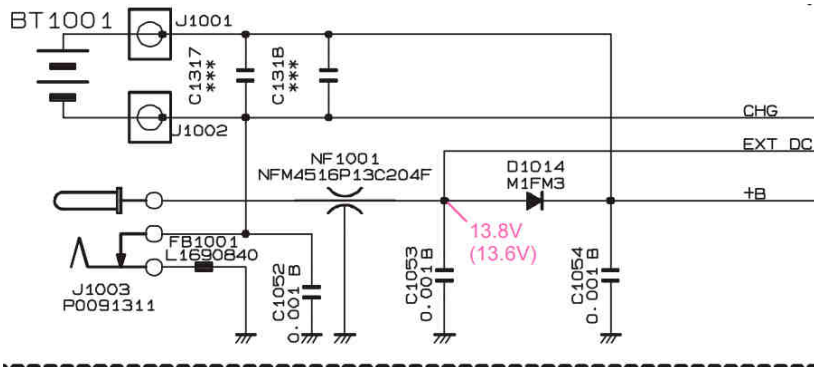 BT1001
J1001
C1317
***
C1318
***
J1002
CHG
EXT DC
NF1001
NFM4516P13C204F
D1014
M1FM3
+B
13.8V
(13.6V)
FB1001
L1690840
J1003
P0091311
C1052
0.001 B
C1053
0.001 B
C1054
0.001 B